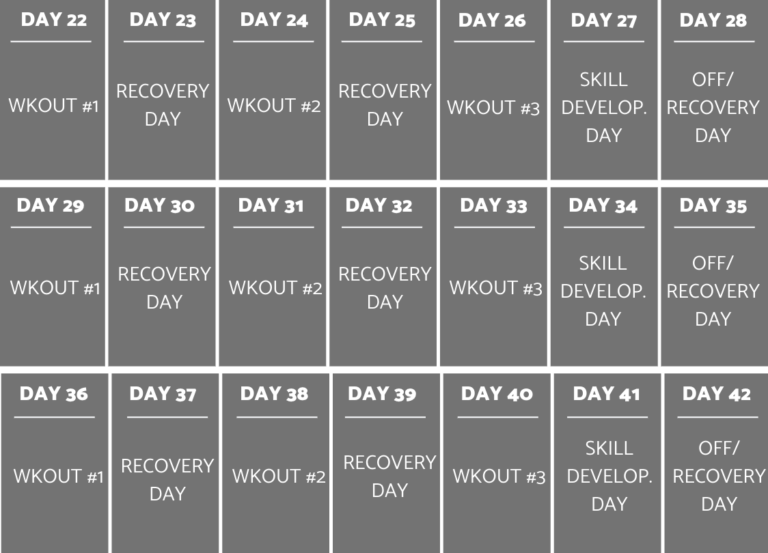 DAY 22
WKOUT #1
DAY 23
RECOVERY
DAY
DAY 24
WKOUT #2
DAY 25
RECOVERY
DAY
DAY 26
WKOUT #3
DAY 27
SKILL
DEVELOP.
DAY
DAY 28
OFF/
RECOVERY
DAY
DAY 29
WKOUT #1
DAY 30
RECOVERY
DAY
DAY 31
WKOUT #2
DAY 32
RECOVERY
DAY
DAY 33
WKOUT #3
DAY 34
SKILL
DEVELOP.
DAY
DAY 35
OFF/
RECOVERY
DAY
DAY 36
WKOUT #1
DAY 37
RECOVERY
DAY
DAY 38
WKOUT #2
DAY 39
RECOVERY
DAY
DAY 40
WKOUT #3
DAY 41
SKILL
DEVELOP.
DAY
DAY 42
OFF/
RECOVERY
DAY